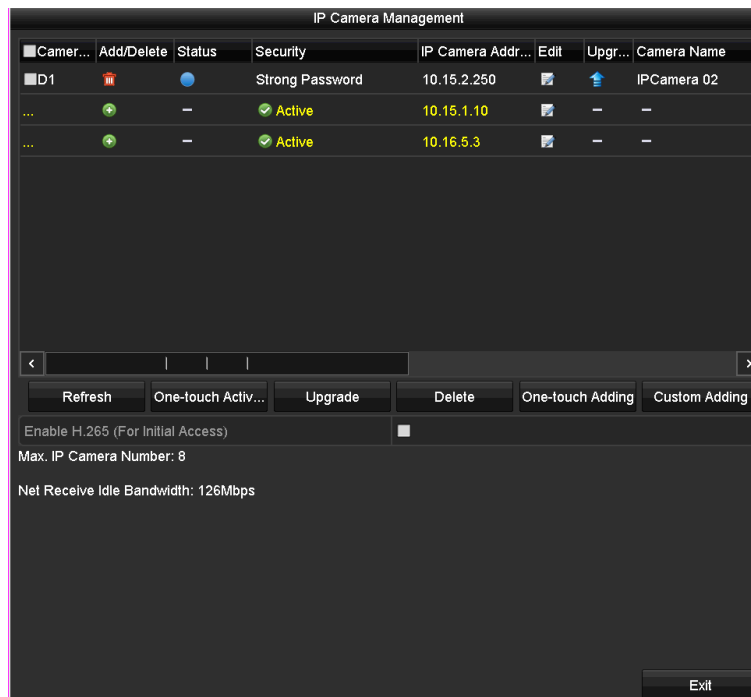 IP Camera Management
Camer... Add/Delete Status Security IP Camera Addr... Edit Upgr... Camera Name
D1 Strong Password 10.15.2.250 IPCamera 02
... – Active 10.15.1.10 – –
... – Active 10.16.5.3 – –
Refresh One-touch Activ... Upgrade Delete One-touch Adding Custom Adding
Enable H.265 (For Initial Access)
Max. IP Camera Number: 8
Net Receive Idle Bandwidth: 126Mbps
Exit